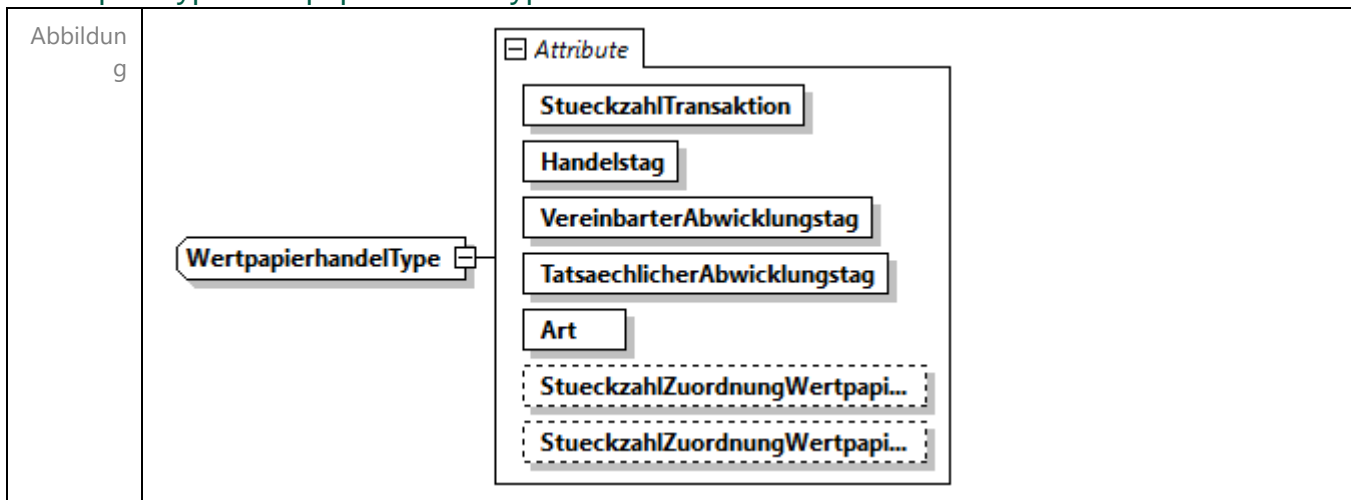 Abbildun
g
Attribute
StueckzahlTransaktion
Handelstag
VereinbarterAbwicklungstag
WertpapierhandelType
TatsaechlicherAbwicklungstag
Art
StueckzahlZuordnungWertpapi...
StueckzahlZuordnungWertpapi...